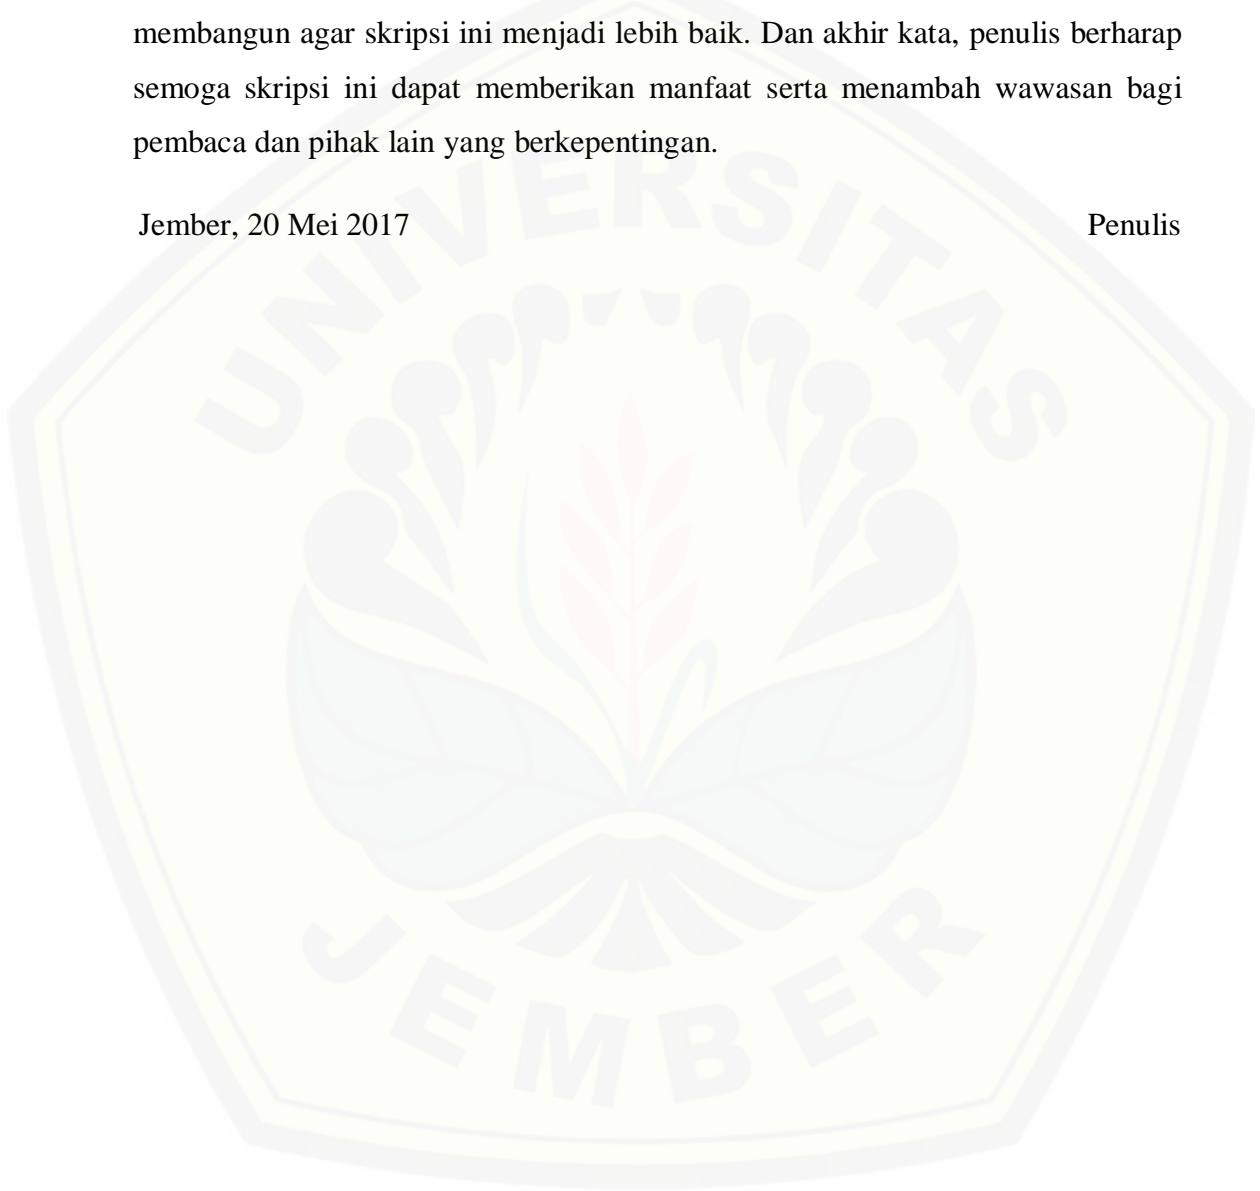 membangun agar skripsi ini menjadi lebih baik. Dan akhir kata, penulis berharap
semoga skripsi ini dapat memberikan manfaat serta menambah wawasan bagi
pembaca dan pihak lain yang berkepentingan.
Jember, 20 Mei 2017 Penulis
UNIVERSITAS
JEMBER